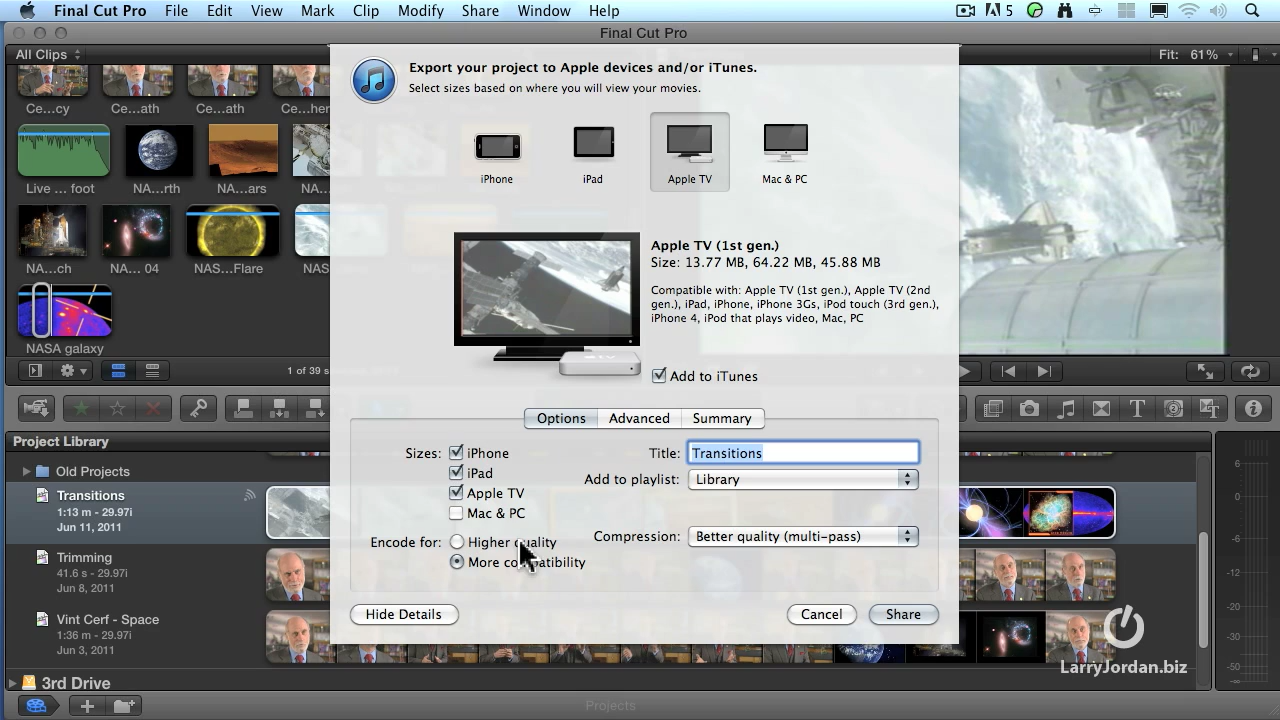 Final Cut Pro File Edit View Mark Clip Modify Share Window Help
5
Final Cut Pro
All Clips
Fit: 61%
Ce...cy
Ce...ath
Ce...ath
Ce...her
Live ... foot
NA...rth
NA...ars
NA...
NA...ch
NA... 04
NAS...Flare
NAS
NASA galaxy
1 of 39 s
Export your project to Apple devices and/or iTunes.
Select sizes based on where you will view your movies.
iPhone
iPad
Apple TV
Mac & PC
Apple TV (1st gen.)
Size: 13.77 MB, 64.22 MB, 45.88 MB
Compatible with: Apple TV (1st gen.), Apple TV (2nd
gen.), iPad, iPhone, iPhone 3Gs, iPod touch (3rd gen.),
iPhone 4, iPod that plays video, Mac, PC
Add to iTunes
Options Advanced Summary
Sizes: iPhone
iPad
Apple TV
Mac & PC
Encode for: Higher quality
More compatibility
Title: Transitions
Add to playlist: Library
Compression: Better quality (multi-pass)
Hide Details
Cancel
Share
Project Library
Old Projects
Transitions
1:13 m - 29.97i
Jun 11, 2011
Trimming
41.6 s - 29.97i
Jun 8, 2011
Vint Cerf - Space
1:36 m - 29.97i
Jun 3, 2011
3rd Drive
Projects
6
0
-6
-12
-20
-30
-50
-∞
LarryJordan.biz